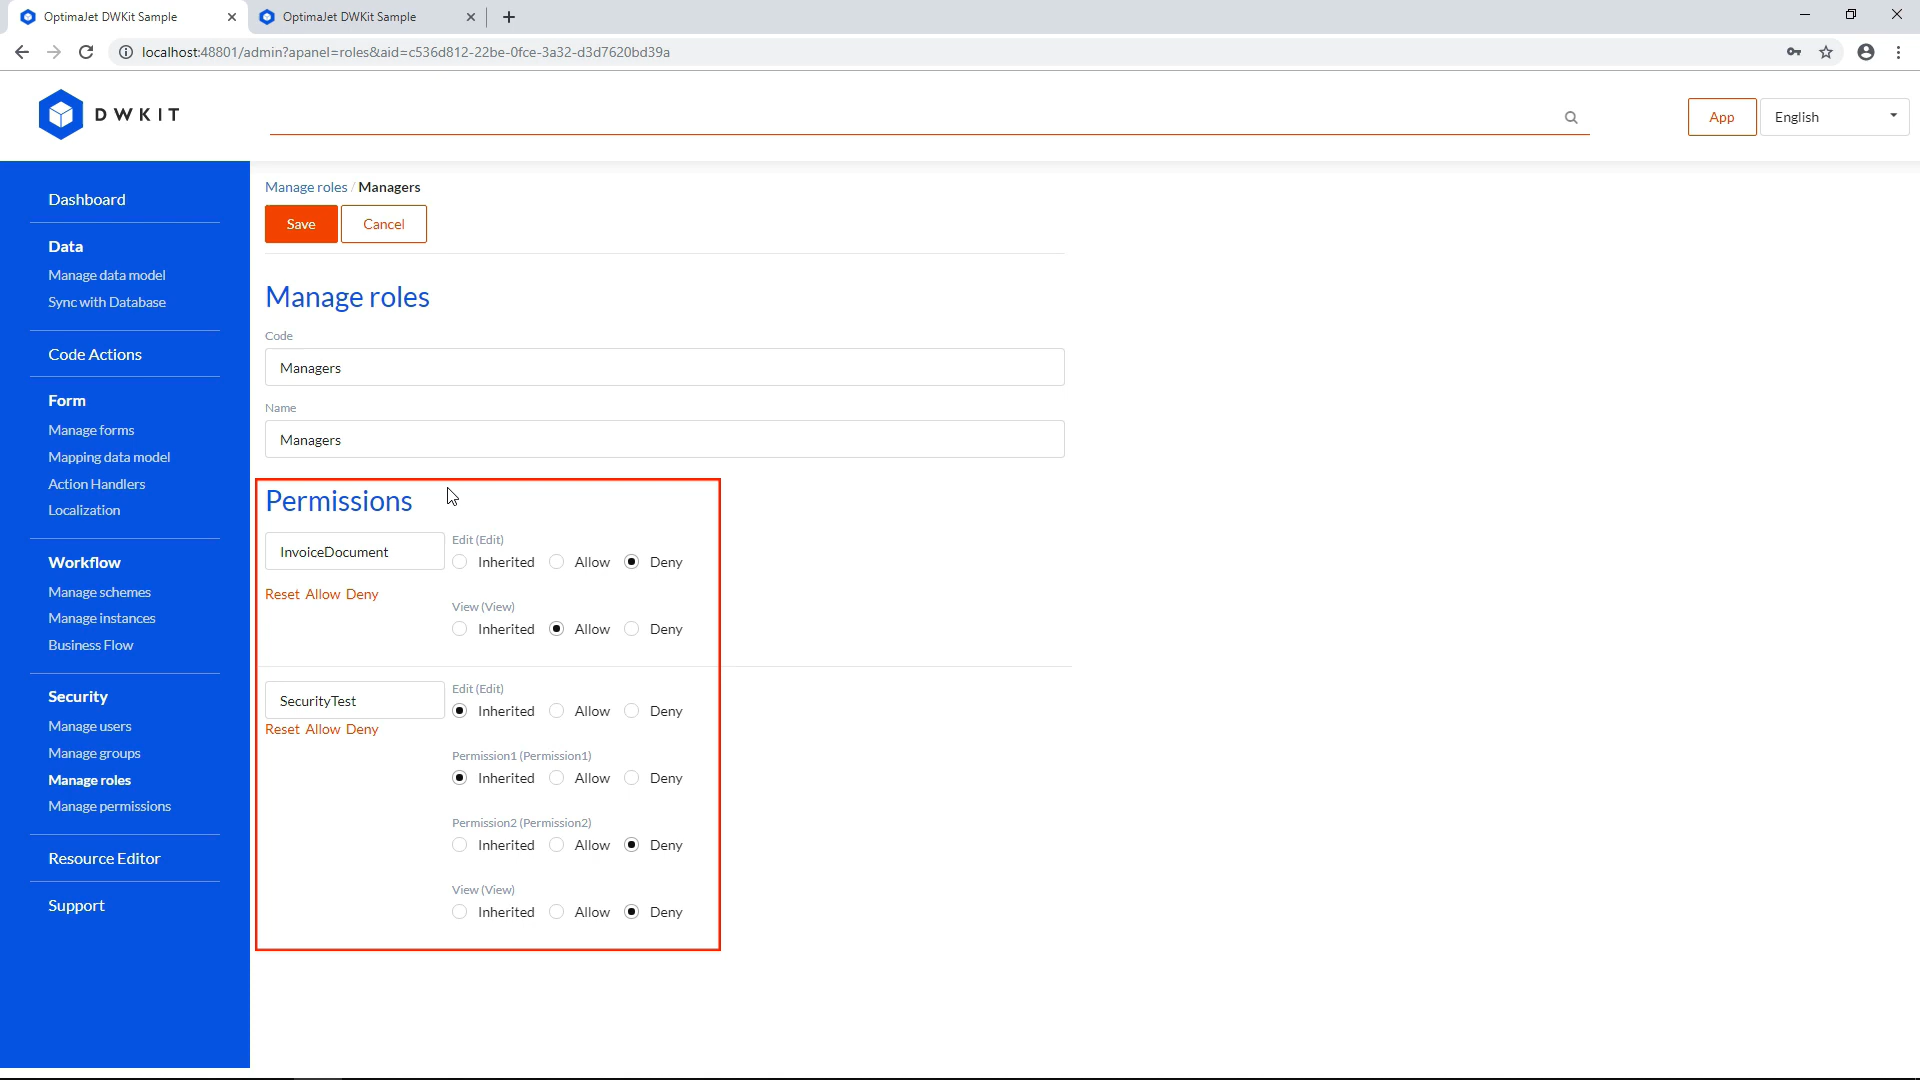 OptimaJet DWKit Sample
OptimaJet DWKit Sample
localhost:48801/admin?apanel=roles&aid=c536d812-22be-0fce-3a32-d3d7620bd39a
DWKIT
App
English
Dashboard
Data
Manage data model
Sync with Database
Code Actions
Form
Manage forms
Mapping data model
Action Handlers
Localization
Workflow
Manage schemes
Manage instances
Business Flow
Security
Manage users
Manage groups
Manage roles
Manage permissions
Resource Editor
Support
Manage roles / Managers
Save Cancel
Manage roles
Code
Managers
Name
Managers
Permissions
InvoiceDocument
Reset Allow Deny
Edit (Edit)
Inherited Allow Deny
View (View)
Inherited Allow Deny
SecurityTest
Reset Allow Deny
Edit (Edit)
Inherited Allow Deny
Permission1 (Permission1)
Inherited Allow Deny
Permission2 (Permission2)
Inherited Allow Deny
View (View)
Inherited Allow Deny